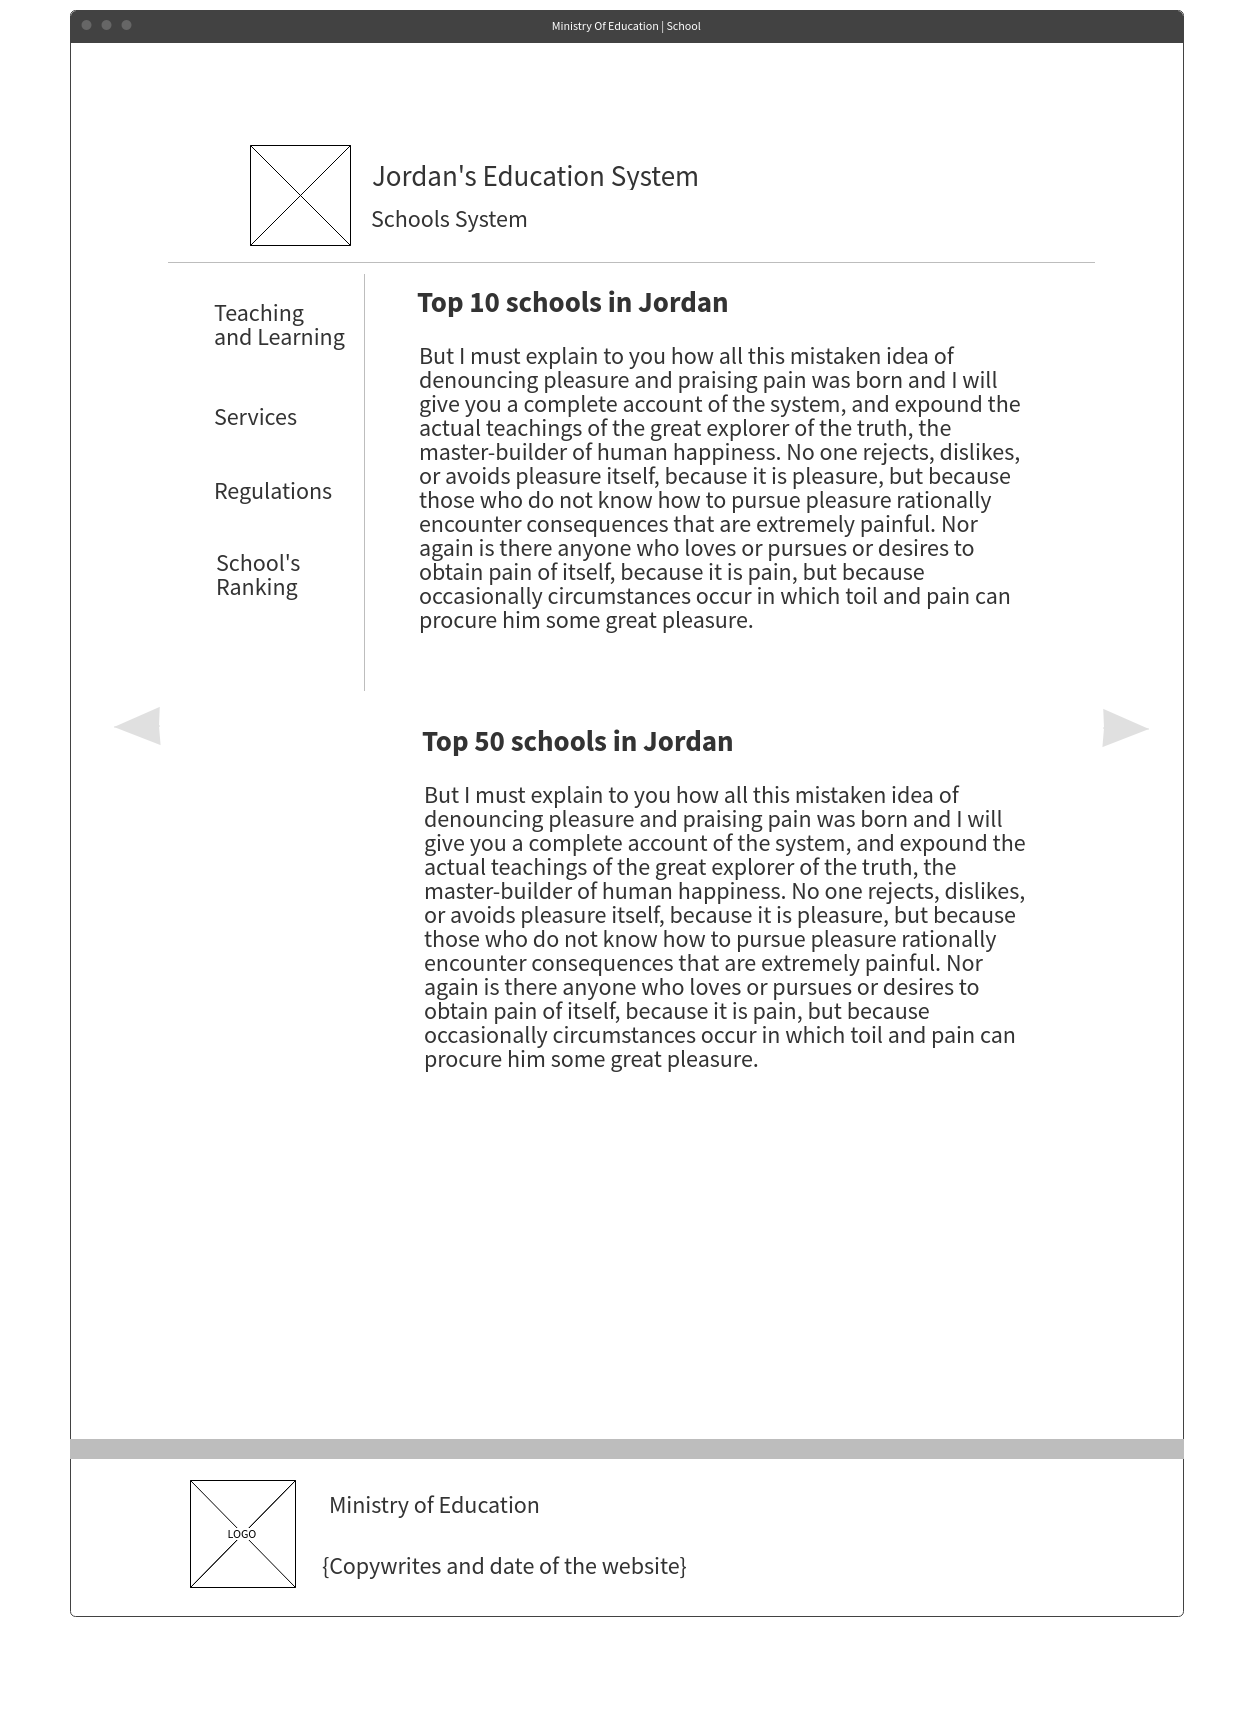 Ministry Of Education | School
Jordan's Education System
Schools System
Teaching
and Learning
Services
Regulations
School's
Ranking
Top 10 schools in Jordan
But I must explain to you how all this mistaken idea of
denouncing pleasure and praising pain was born and I will
give you a complete account of the system, and expound the
actual teachings of the great explorer of the truth, the
master-builder of human happiness. No one rejects, dislikes,
or avoids pleasure itself, because it is pleasure, but because
those who do not know how to pursue pleasure rationally
encounter consequences that are extremely painful. Nor
again is there anyone who loves or pursues or desires to
obtain pain of itself, because it is pain, but because
occasionally circumstances occur in which toil and pain can
procure him some great pleasure.
Top 50 schools in Jordan
But I must explain to you how all this mistaken idea of
denouncing pleasure and praising pain was born and I will
give you a complete account of the system, and expound the
actual teachings of the great explorer of the truth, the
master-builder of human happiness. No one rejects, dislikes,
or avoids pleasure itself, because it is pleasure, but because
those who do not know how to pursue pleasure rationally
encounter consequences that are extremely painful. Nor
again is there anyone who loves or pursues or desires to
obtain pain of itself, because it is pain, but because
occasionally circumstances occur in which toil and pain can
procure him some great pleasure.
LOGO
Ministry of Education
{Copywrites and date of the website}